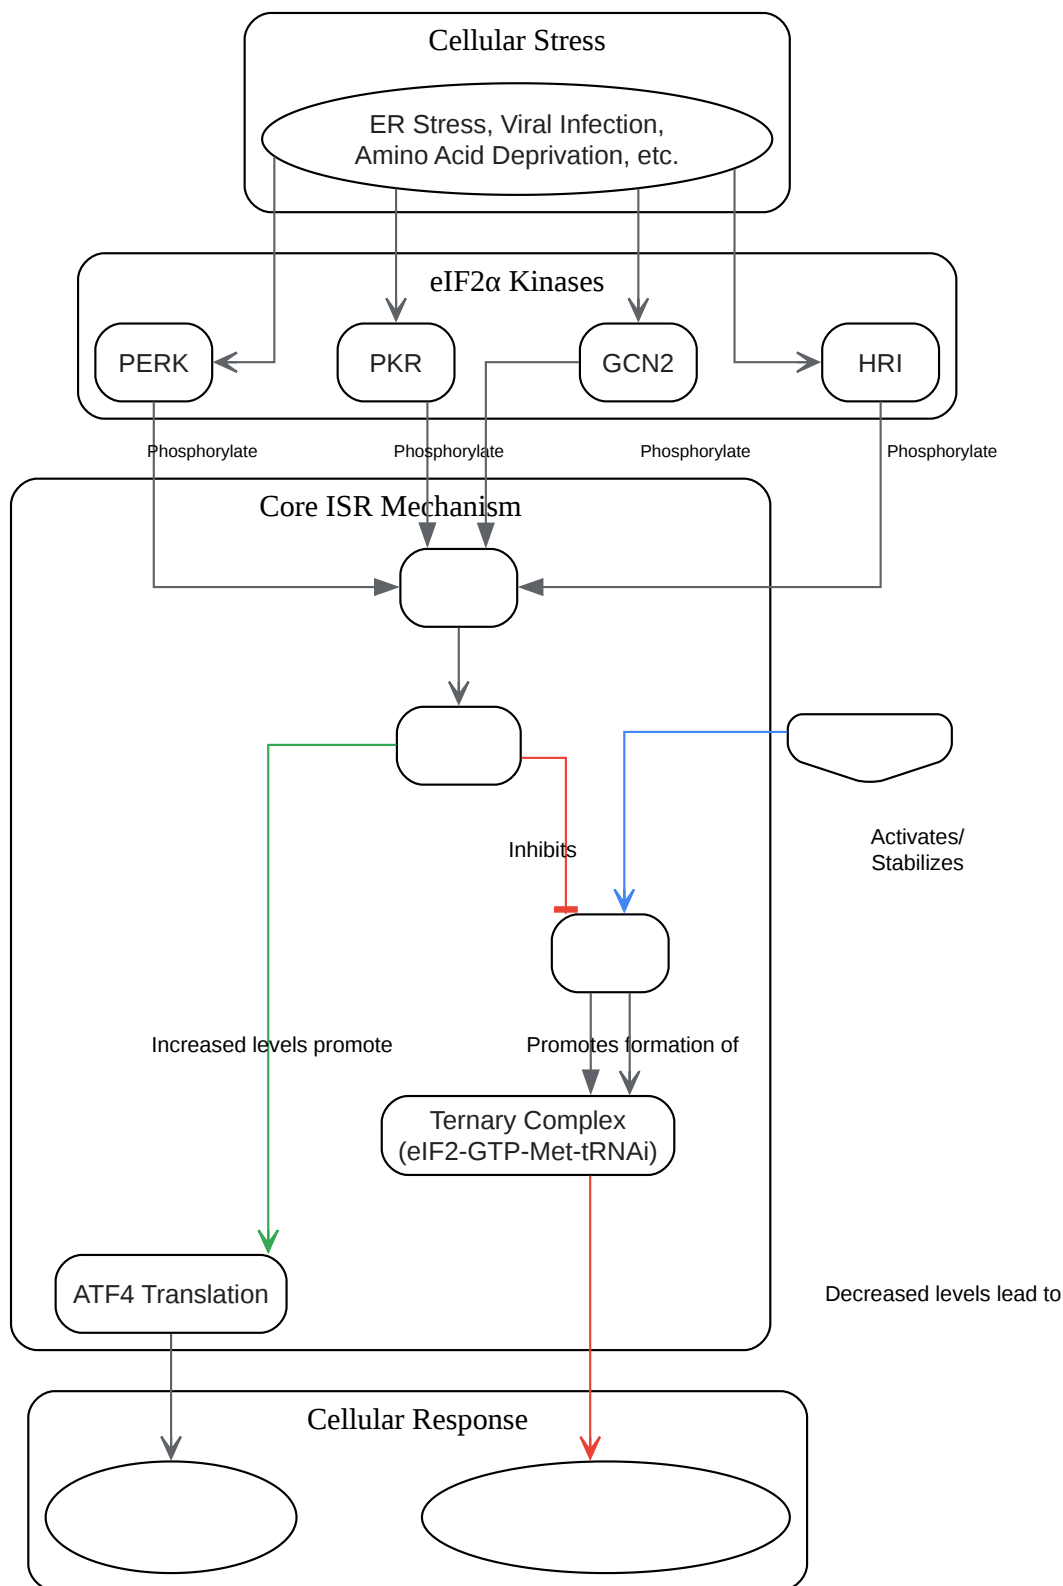 Cellular Stress
ER Stress, Viral Infection,
Amino Acid Deprivation, etc.
eIF2α Kinases
PERK
PKR
GCN2
HRI
Phosphorylate
Phosphorylate
Phosphorylate
Phosphorylate
Core ISR Mechanism
Activates/
Stabilizes
Inhibits
Increased levels promote
Promotes formation of
Ternary Complex
(eIF2-GTP-Met-tRNAi)
ATF4 Translation
Decreased levels lead to
Cellular Response